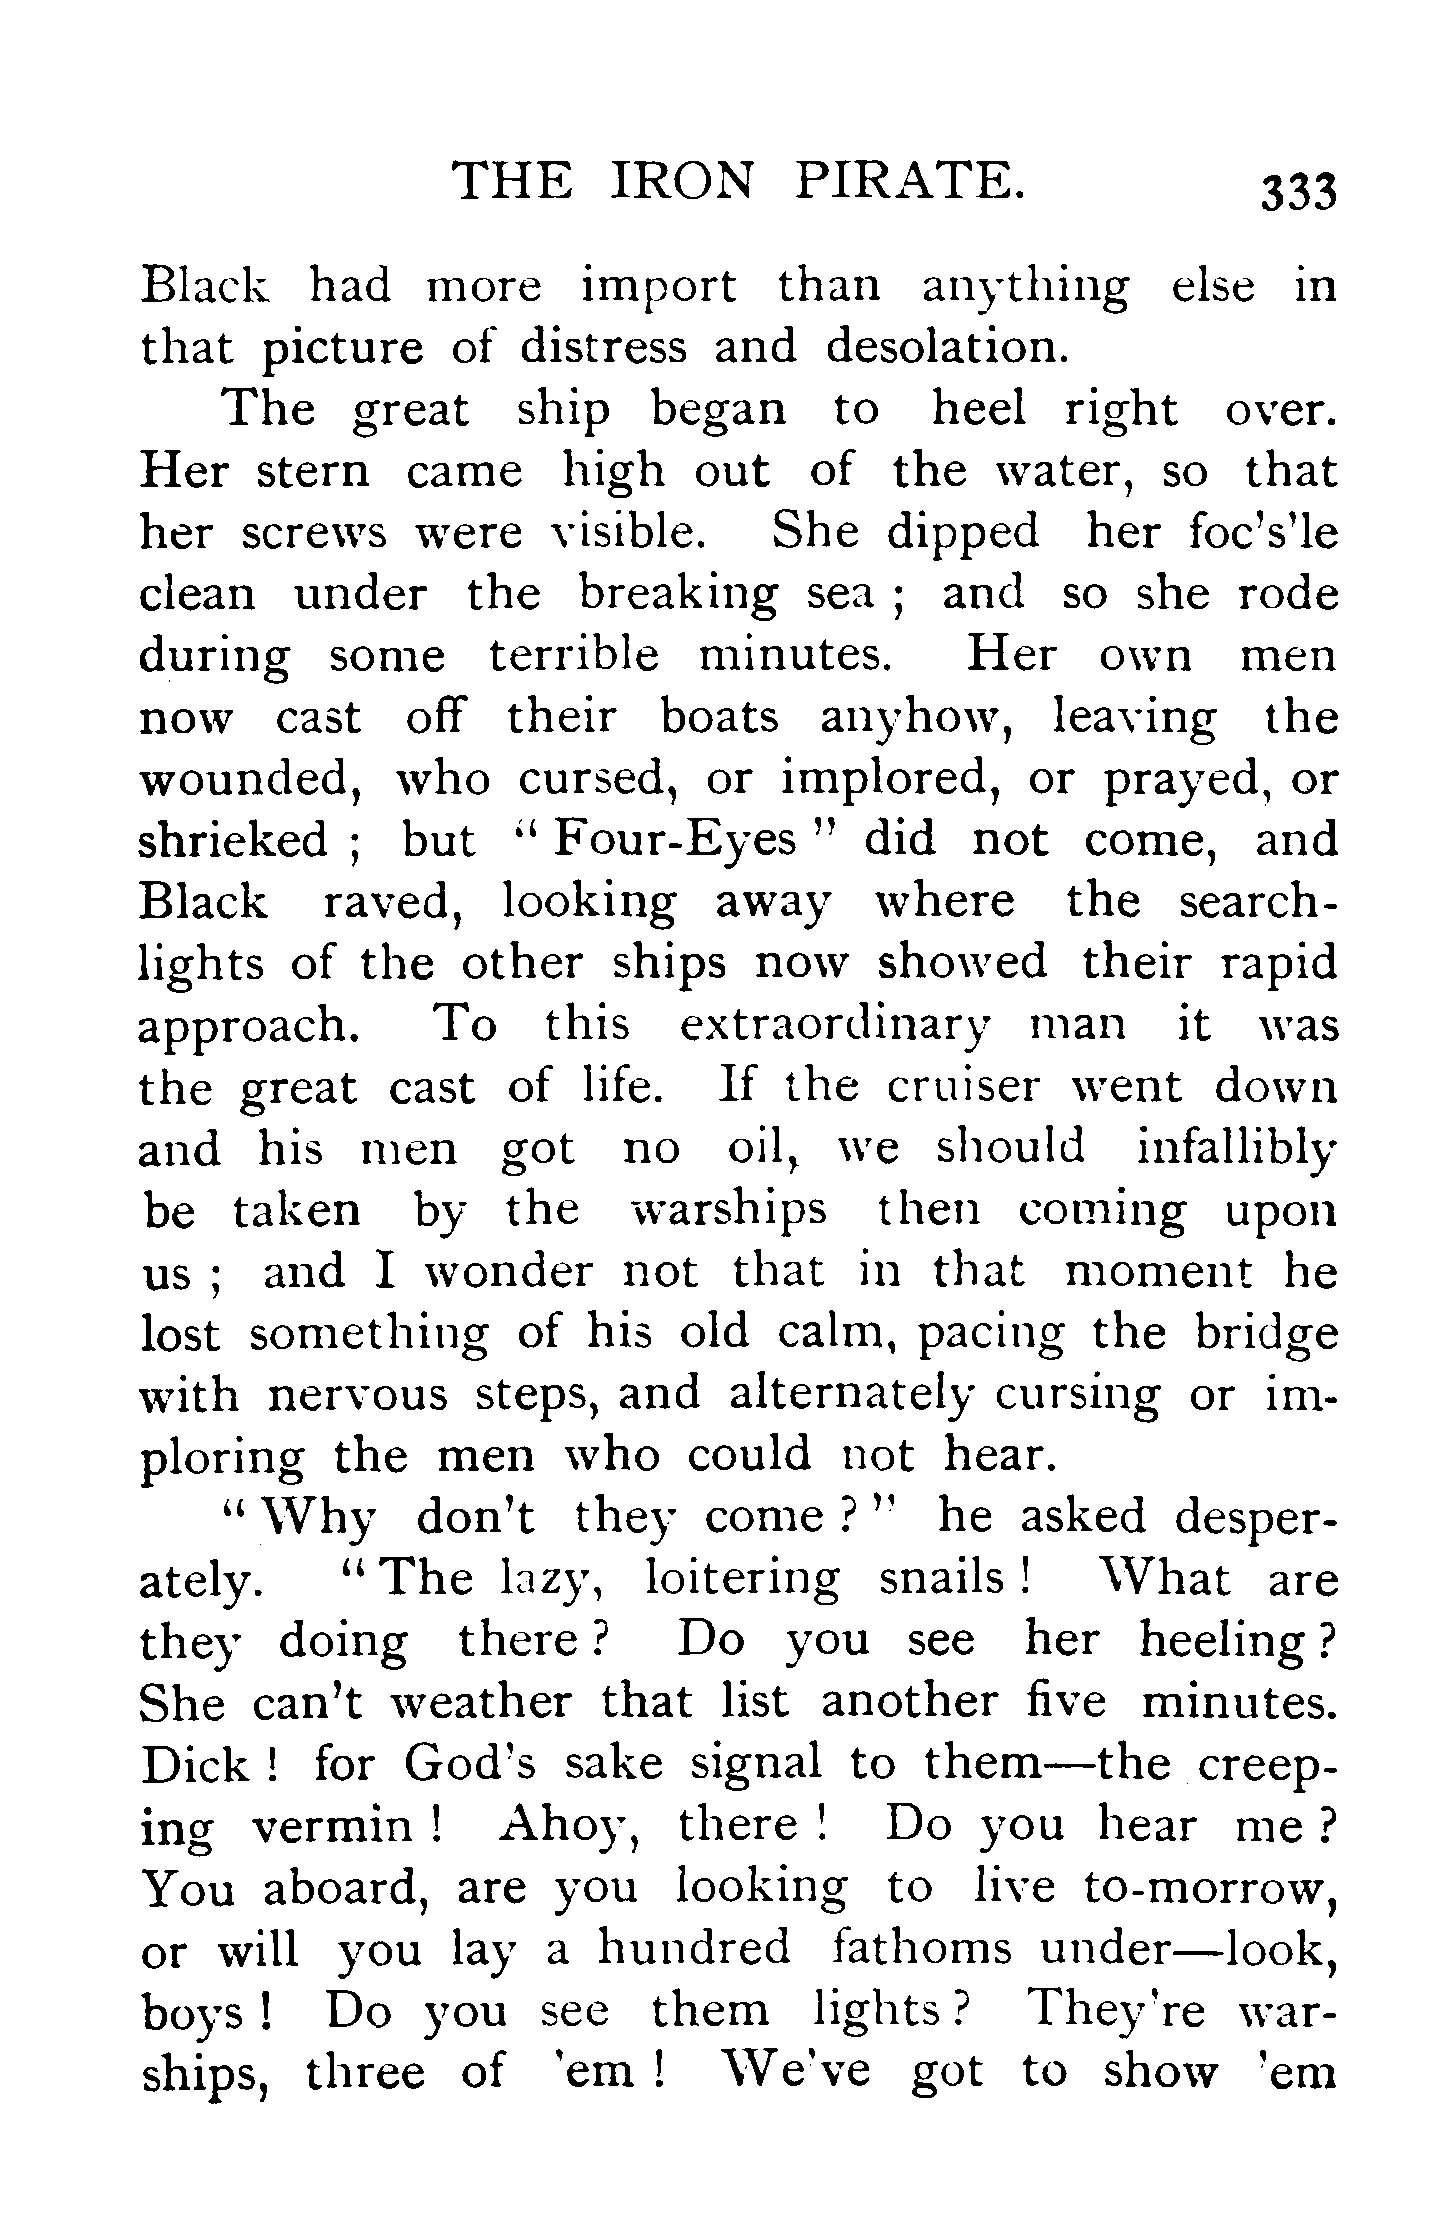 THE IRON PIRATE. 333
Black had more import than anything else in
that picture of distress and desolation.
The great ship began to heel right over.
Her stern came high out of the water, so that
her screws were visible. She dipped her foc's'le
clean under the breaking sea ; and so she rode
during some terrible minutes. Her own men
now cast off their boats anyhow, leaving the
wounded, who cursed, or implored, or prayed, or
shrieked ; but " Four-Eyes " did not come, and
Black raved, looking away where the search-
lights of the other ships now showed their rapid
approach. To this extraordinary man it was
the great cast of life. If the cruiser went down
and his men got no oil, we should infallibly
be taken by the warships then coming upon
us ; and I wonder not that in that moment he
lost something of his old calm, pacing the bridge
with nervous steps, and alternately cursing or im-
ploring the men who could not hear.
" Why don't they come ? " he asked desper-
ately. " The lazy, loitering snails ! What are
they doing there ? Do you see her heeling ?
She can't weather that list another five minutes.
Dick ! for God's sake signal to them—the creep-
ing vermin ! Ahoy, there ! Do you hear me ?
You aboard, are you looking to live to-morrow,
or will you lay a hundred fathoms under—look,
boys ! Do you see them lights ? They're war-
ships, three of 'em ! We've got to show 'em